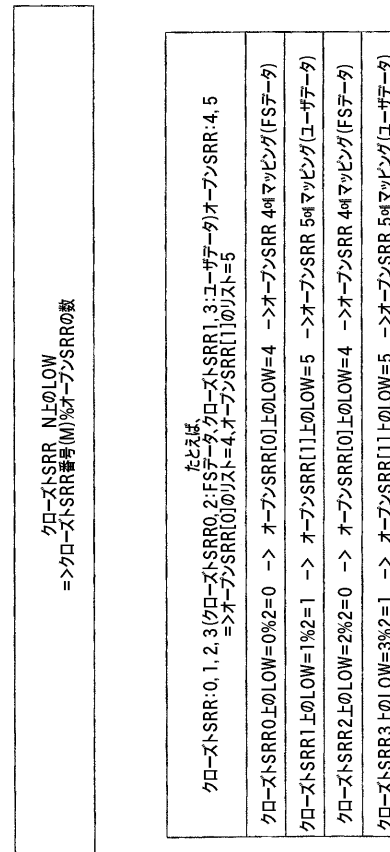 クローズトSRR N上のLOW
=>クローズトSRR番号(M)%オープンSRRの数
たとえば、
クローズトSRR:0, 1, 2, 3(クローズトSRR0, 2:FSデータ、クローズトSRR1, 3:ユーザデータ)オープンSRR:4, 5
=>オープンSRR[0]のリスト=4、オープンSRR[1]のリスト=5
クローズトSRR0上のLOW=0%2=0 -> オープンSRR[0]上のLOW=4 ->オープンSRR 4에マッピング(FSデータ)
クローズトSRR1上のLOW=1%2=1 -> オープンSRR[1]上のLOW=5 ->オープンSRR 5에マッピング(ユーザデータ)
クローズトSRR2上のLOW=2%2=0 -> オープンSRR[0]上のLOW=4 ->オープンSRR 4에マッピング(FSデータ)
クローズトSRR3上のLOW=3%2=1 -> オープンSRR[1]上のLOW=5 ->オープンSRR 5에マッピング(ユーザデータ)